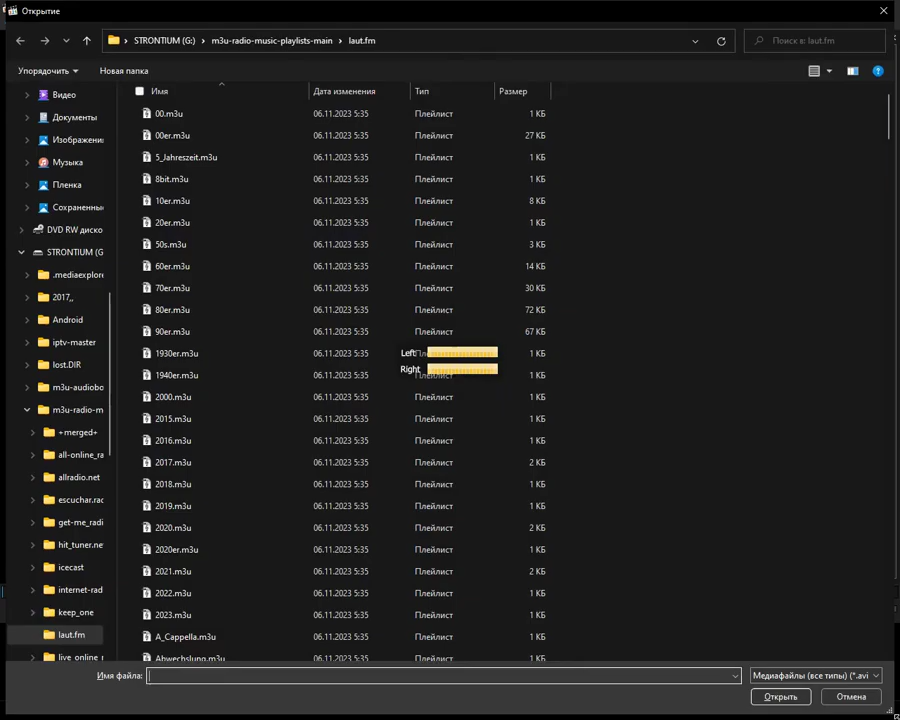 Открытие
STRONTIUM (G:) › m3u-radio-music-playlists-main › laut.fm
Поиск в: laut.fm
Упорядочить
Новая папка
Имя
Дата изменения
Тип
Размер
Видео
Документы
Изображени
Музыка
Пленка
Сохраненны
DVD RW диско
STRONTIUM (G
.mediaexplore
2017,,
Android
iptv-master
lost.DIR
m3u-audiobo
m3u-radio-m
+merged+
all-online_ra
allradio.net
escuchar.rac
get-me_radi
hit_tuner.ne
icecast
internet-rad
keep_one
laut.fm
live_online_r
00.m3u 06.11.2023 5:35 Плейлист 1 КБ
00er.m3u 06.11.2023 5:35 Плейлист 27 КБ
5_Jahreszeit.m3u 06.11.2023 5:35 Плейлист 1 КБ
8bit.m3u 06.11.2023 5:35 Плейлист 1 КБ
10er.m3u 06.11.2023 5:35 Плейлист 8 КБ
20er.m3u 06.11.2023 5:35 Плейлист 1 КБ
50s.m3u 06.11.2023 5:35 Плейлист 3 КБ
60er.m3u 06.11.2023 5:35 Плейлист 14 КБ
70er.m3u 06.11.2023 5:35 Плейлист 30 КБ
80er.m3u 06.11.2023 5:35 Плейлист 72 КБ
90er.m3u 06.11.2023 5:35 Плейлист 67 КБ
1930er.m3u 06.11.2023 5:35 1 КБ
Left
Right
1940er.m3u 06.11.2023 5:35 Плейлист 1 КБ
2000.m3u 06.11.2023 5:35 Плейлист 1 КБ
2015.m3u 06.11.2023 5:35 Плейлист 1 КБ
2016.m3u 06.11.2023 5:35 Плейлист 1 КБ
2017.m3u 06.11.2023 5:35 Плейлист 2 КБ
2018.m3u 06.11.2023 5:35 Плейлист 1 КБ
2019.m3u 06.11.2023 5:35 Плейлист 1 КБ
2020.m3u 06.11.2023 5:35 Плейлист 2 КБ
2020er.m3u 06.11.2023 5:35 Плейлист 1 КБ
2021.m3u 06.11.2023 5:35 Плейлист 2 КБ
2022.m3u 06.11.2023 5:35 Плейлист 1 КБ
2023.m3u 06.11.2023 5:35 Плейлист 1 КБ
A_Cappella.m3u 06.11.2023 5:35 Плейлист 1 КБ
Abwechslung.m3u 06.11.2023 5:35 Плейлист 1 КБ
Имя файла:
Медиафайлы (все типы) (*.avi
Открыть
Отмена